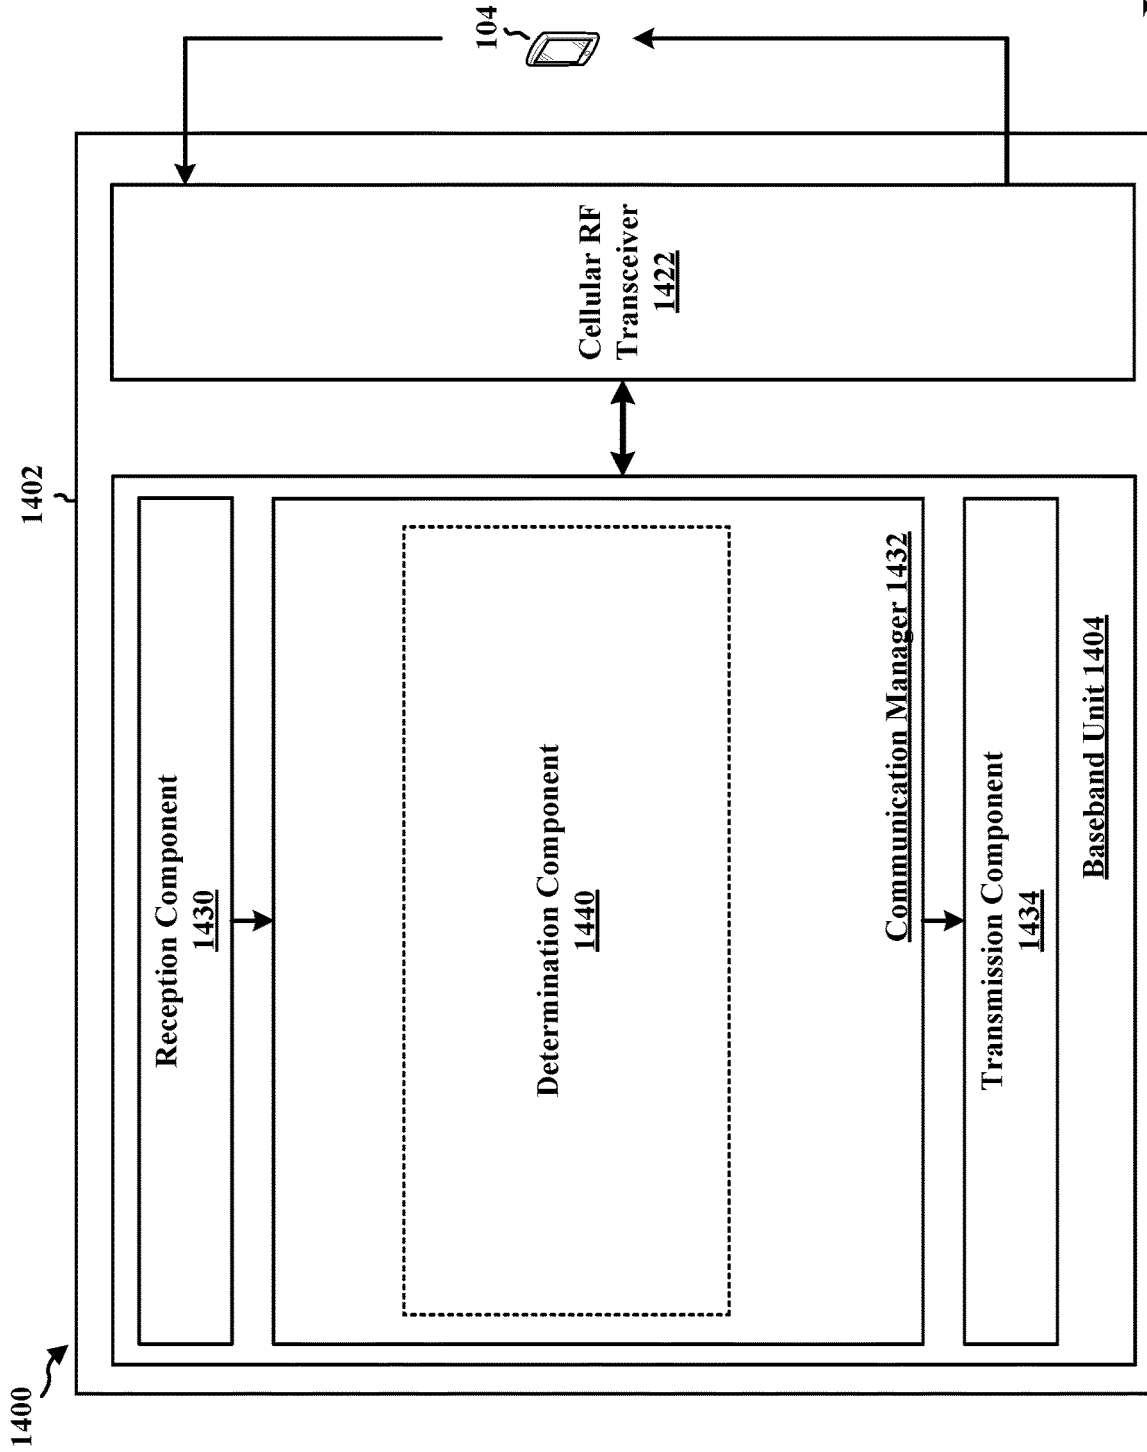 1400
1402
104
Cellular RF
Transceiver
1422
Reception Component
1430
Determination Component
1440
Communication Manager 1432
Transmission Component
1434
Baseband Unit 1404